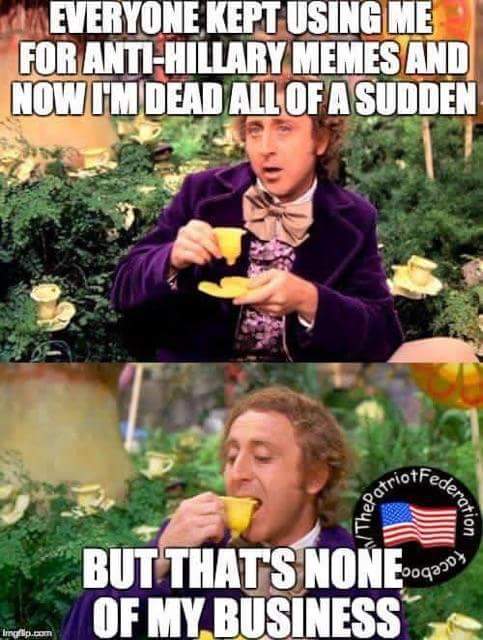 EVERYONE KEPT USING ME
FOR ANTI-HILLARY MEMES AND
NOW I'M DEAD ALL OF A SUDDEN
facebook/ThePatriotFederation
BUT THAT'S NONE
OF MY BUSINESS
imgflip.com